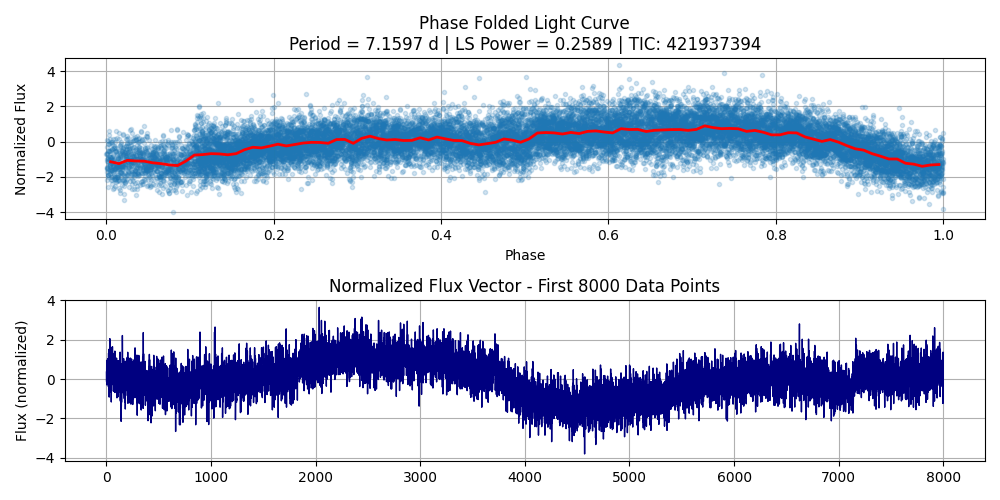 Phase Folded Light Curve
Period = 7.1597 d | LS Power = 0.2589 | TIC: 421937394
Normalized Flux
4
2
0
−2
−4
0.0 0.2 0.4 0.6 0.8 1.0
Phase
Normalized Flux Vector - First 8000 Data Points
Flux (normalized)
4
2
0
−2
−4
0 1000 2000 3000 4000 5000 6000 7000 8000